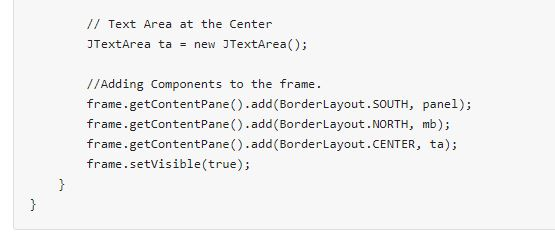 // Text Area at the Center
JTextArea ta = new JTextArea();
//Adding Components to the frame.
frame.getContentPane().add(BorderLayout.SOUTH, panel);
frame.getContentPane().add(BorderLayout.NORTH, mb);
frame.getContentPane().add(BorderLayout.CENTER, ta);
frame.setVisible(true);
}
}